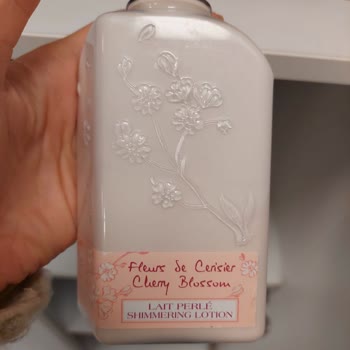 Fleurs de Cerisier
Cherry Blossom
LAIT PERLÉ
SHIMMERING LOTION